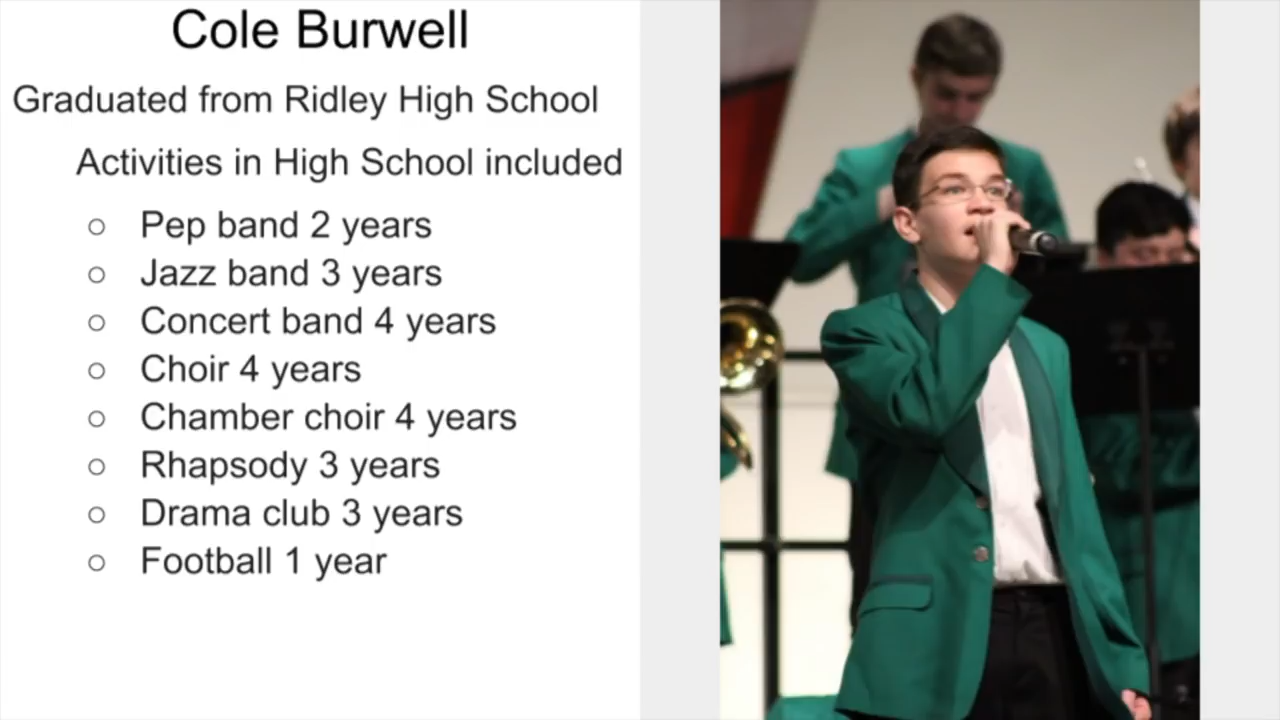 Cole Burwell
Graduated from Ridley High School
Activities in High School included
○ Pep band 2 years
○ Jazz band 3 years
○ Concert band 4 years
○ Choir 4 years
○ Chamber choir 4 years
○ Rhapsody 3 years
○ Drama club 3 years
○ Football 1 year